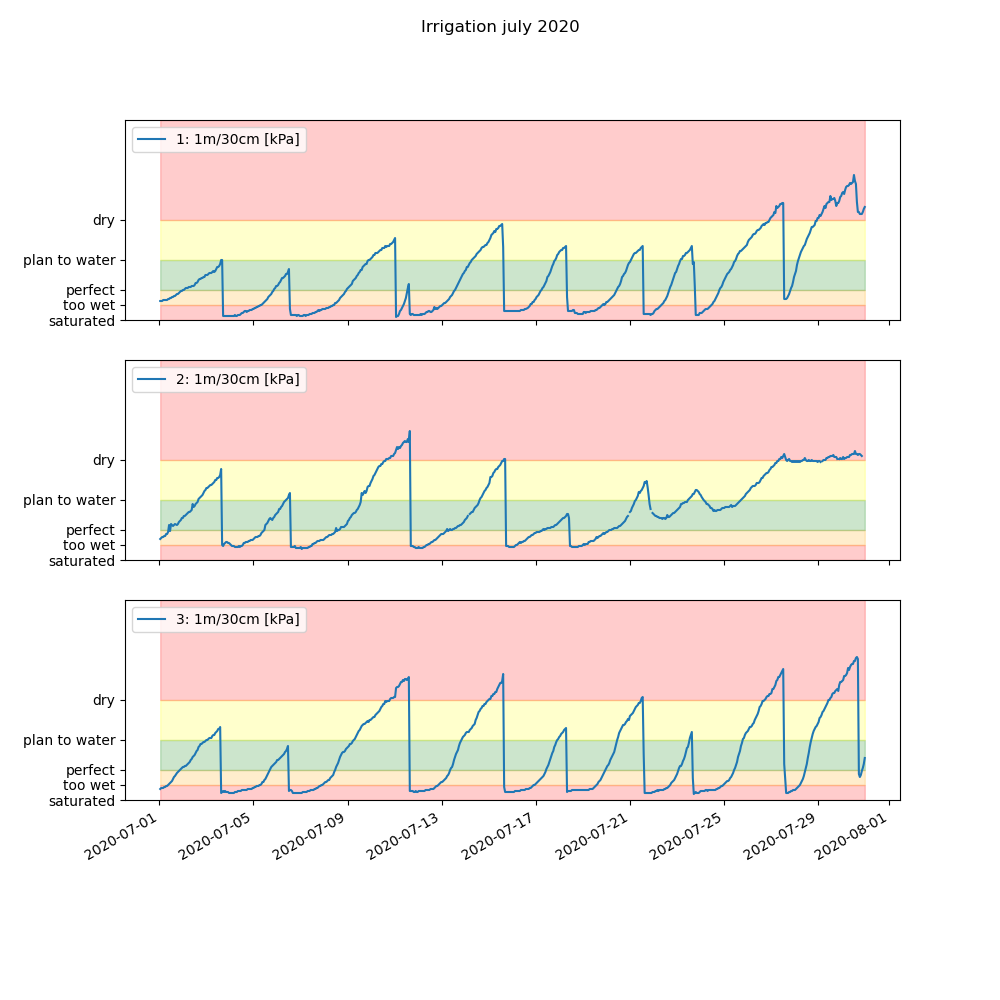 Irrigation july 2020
1: 1m/30cm [kPa]
dry
plan to water
perfect
too wet
saturated
2: 1m/30cm [kPa]
dry
plan to water
perfect
too wet
saturated
3: 1m/30cm [kPa]
dry
plan to water
perfect
too wet
saturated
2020-07-01
2020-07-05
2020-07-09
2020-07-13
2020-07-17
2020-07-21
2020-07-25
2020-07-29
2020-08-01